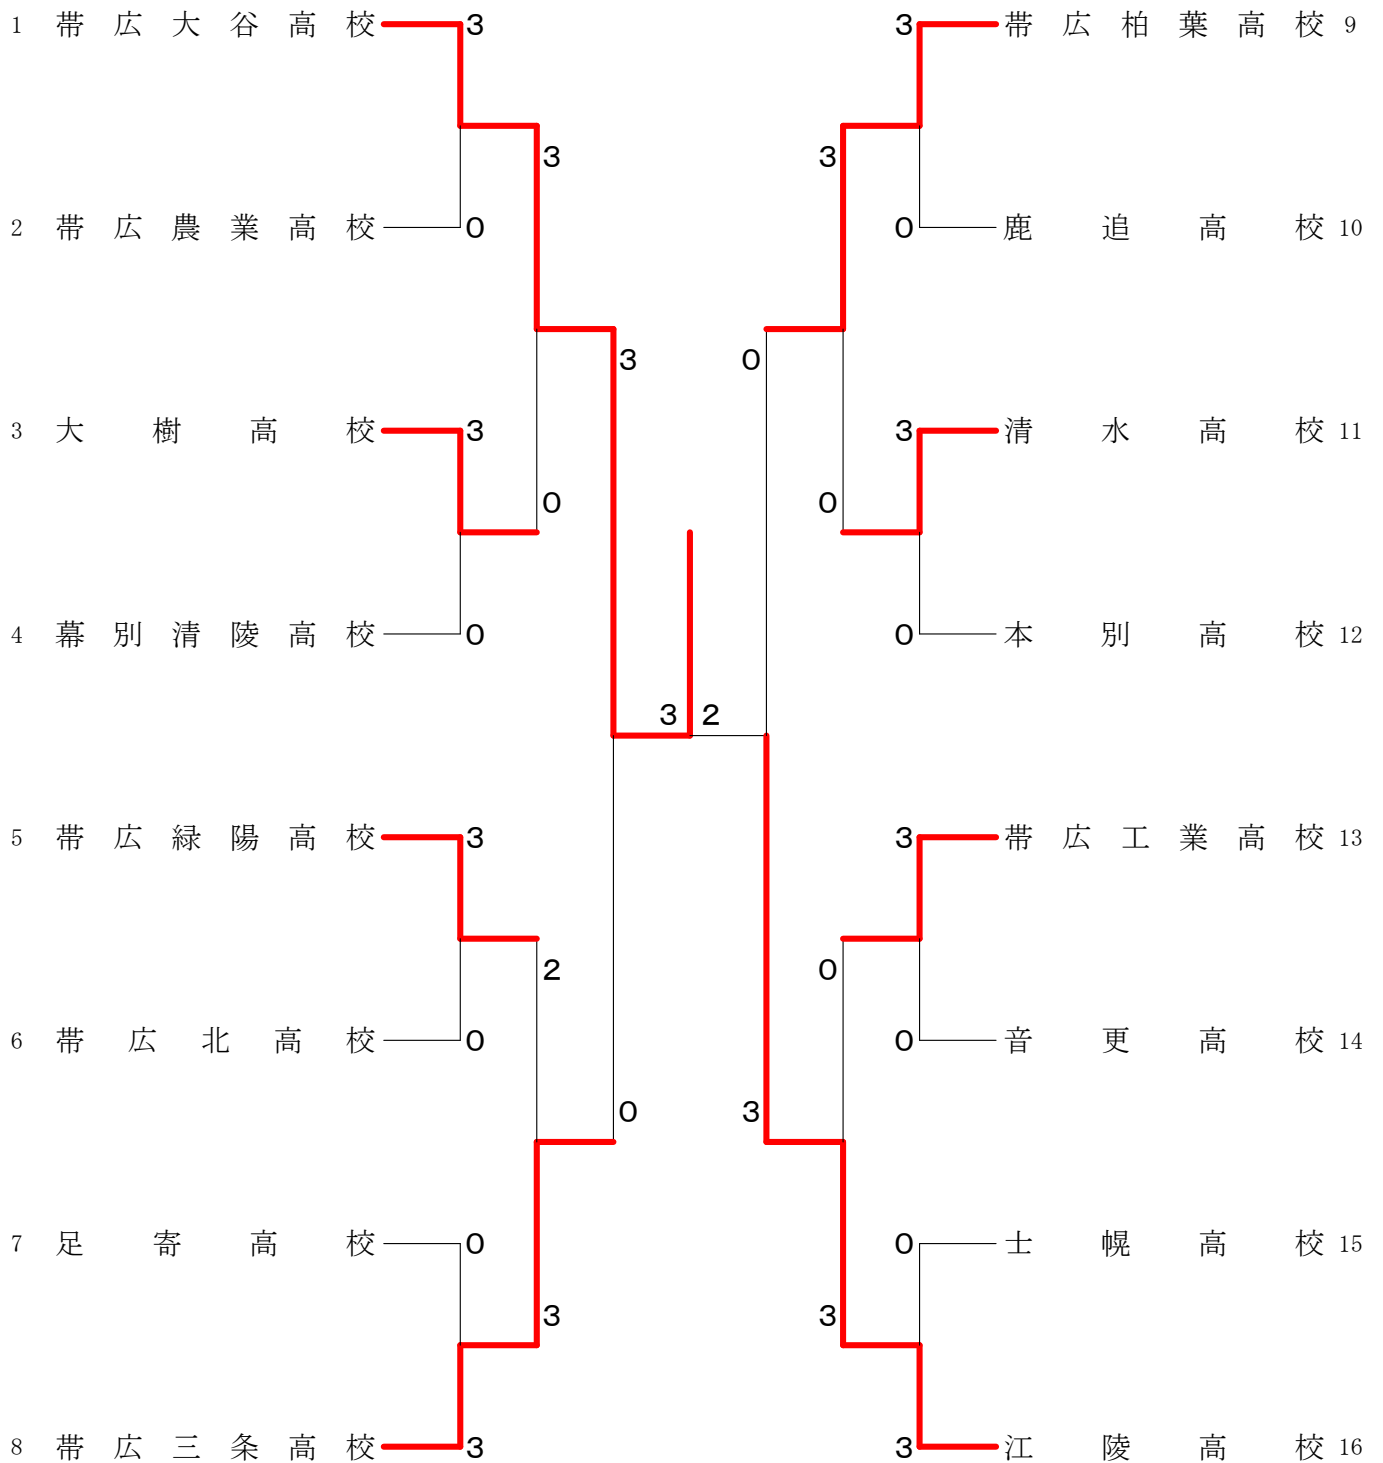 1 帯広大谷高校 3 3 帯広柏葉高校 9
3 3
2 帯広農業高校 0 0 鹿追高校 10
3 0
3 大樹高校 3 3 清水高校 11
0 0
4 幕別清陵高校 0 0 本別高校 12
3 2
5 帯広緑陽高校 3 3 帯広工業高校 13
2 0
6 帯広北高校 0 0 音更高校 14
0 3
7 足寄高校 0 0 士幌高校 15
3 3
8 帯広三条高校 3 3 江陵高校 16